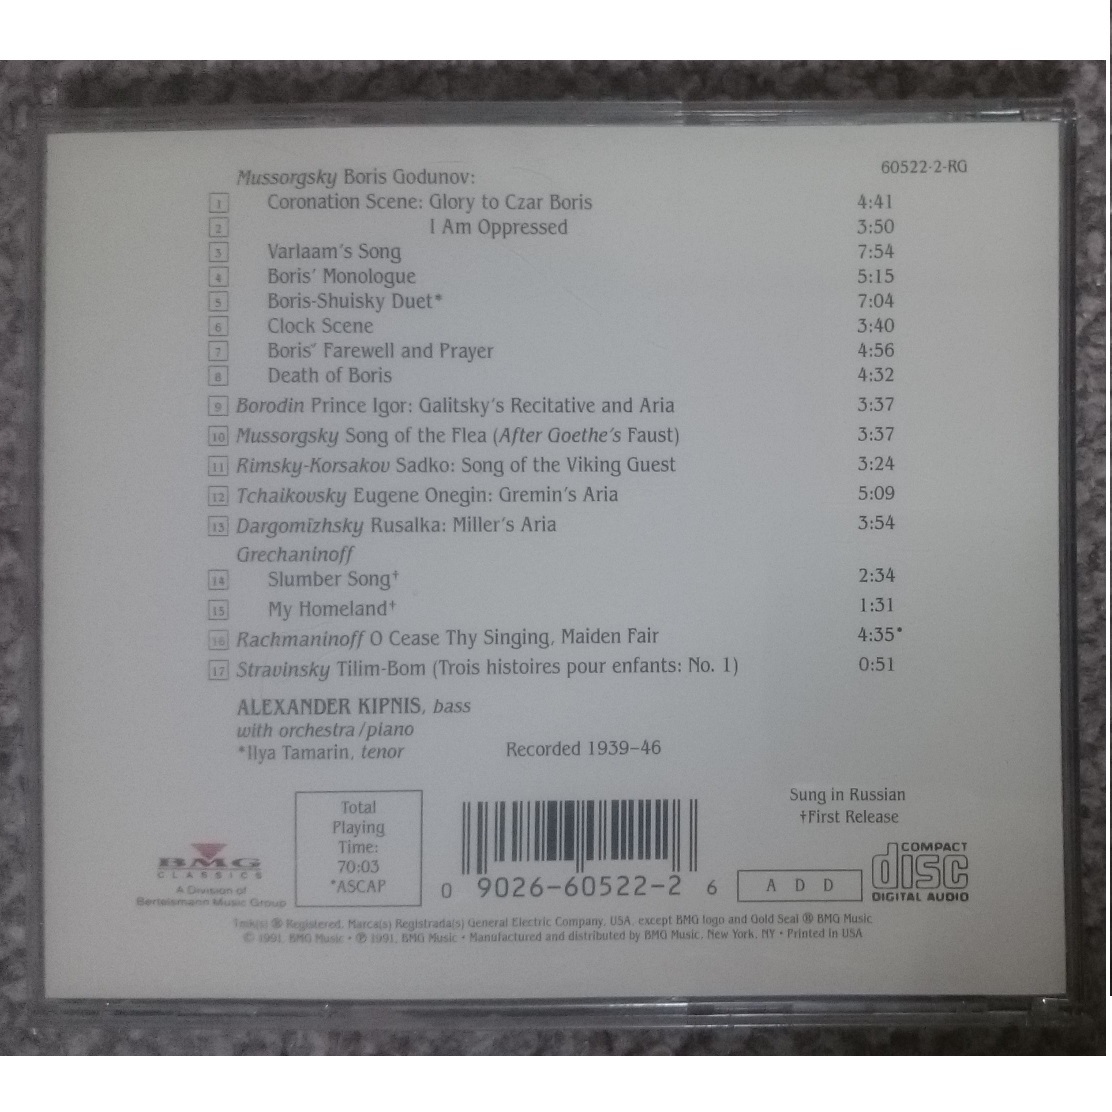 60522-2-RG
Mussorgsky Boris Godunov:
1 Coronation Scene: Glory to Czar Boris 4:41
2 I Am Oppressed 3:50
3 Varlaam's Song 7:54
4 Boris' Monologue 5:15
5 Boris-Shuisky Duet* 7:04
6 Clock Scene 3:40
7 Boris' Farewell and Prayer 4:56
8 Death of Boris 4:32
9 Borodin Prince Igor: Galitsky's Recitative and Aria 3:37
10 Mussorgsky Song of the Flea (After Goethe's Faust) 3:37
11 Rimsky-Korsakov Sadko: Song of the Viking Guest 3:24
12 Tchaikovsky Eugene Onegin: Gremin's Aria 5:09
13 Dargomizhsky Rusalka: Miller's Aria 3:54
Grechaninoff
14 Slumber Song† 2:34
15 My Homeland† 1:31
16 Rachmaninoff O Cease Thy Singing, Maiden Fair 4:35•
17 Stravinsky Tilim-Bom (Trois histoires pour enfants: No. 1) 0:51
ALEXANDER KIPNIS, bass
with orchestra/piano
*Ilya Tamarin, tenor
Recorded 1939–46
Sung in Russian
†First Release
Total
Playing
Time:
70:03
•ASCAP
BMG
CLASSICS
A Division of
Bertelsmann Music Group
0 9026-60522-2 6
A D D
COMPACT
disc
DIGITAL AUDIO
Tmk(s) ® Registered. Marca(s) Registrada(s) General Electric Company, USA, except BMG logo and Gold Seal ® BMG Music
© 1991, BMG Music • ℗ 1991, BMG Music • Manufactured and distributed by BMG Music, New York, NY • Printed in USA